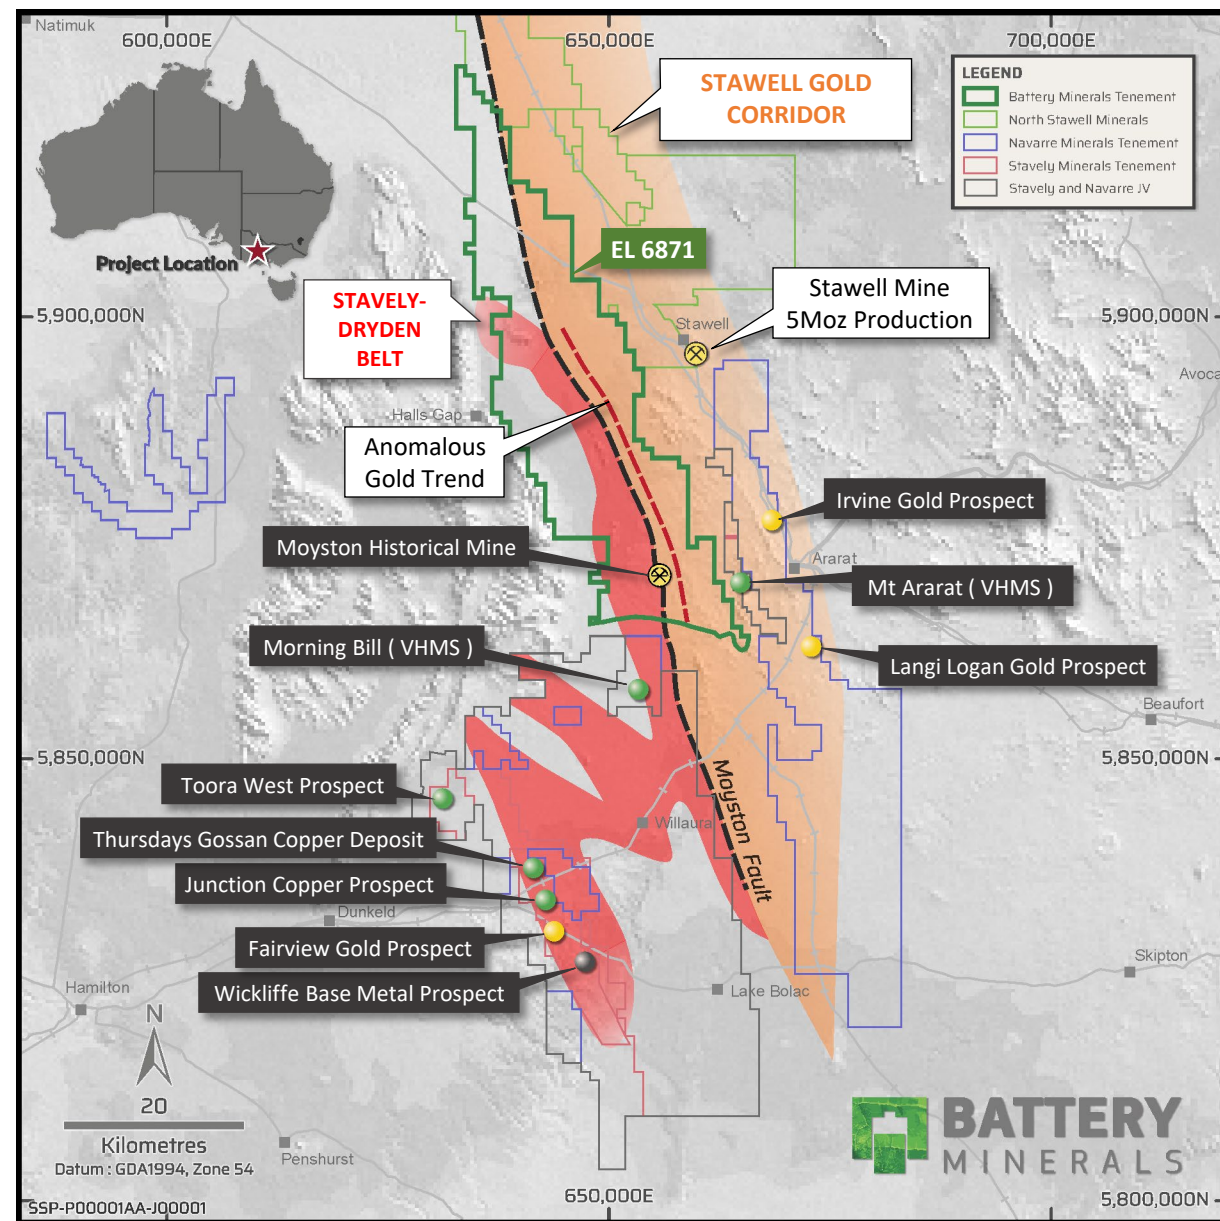 Natimuk
600,000E
650,000E
700,000E
LEGEND
Battery Minerals Tenement
North Stawell Minerals
Navarre Minerals Tenement
Stavely Minerals Tenement
Stavely and Navarre JV
STAWELL GOLD
CORRIDOR
EL 6871
Project Location
STAVELY-
DRYDEN
BELT
Stawell Mine
5Moz Production
5,900,000N
5,900,000N
Stawell
Avoca
Halls Gap
Anomalous
Gold Trend
Irvine Gold Prospect
Moyston Historical Mine
Ararat
Mt Ararat ( VHMS )
Morning Bill ( VHMS )
Langi Logan Gold Prospect
Beaufort
5,850,000N
5,850,000N
Toora West Prospect
Moyston Fault
Willaura
Thursdays Gossan Copper Deposit
Junction Copper Prospect
Dunkeld
Fairview Gold Prospect
Skipton
Wickliffe Base Metal Prospect
Lake Bolac
Hamilton
N
20
Kilometres
Datum : GDA1994, Zone 54
Penshurst
BATTERY
MINERALS
SSP-P00001AA-J00001
650,000E
5,800,000N